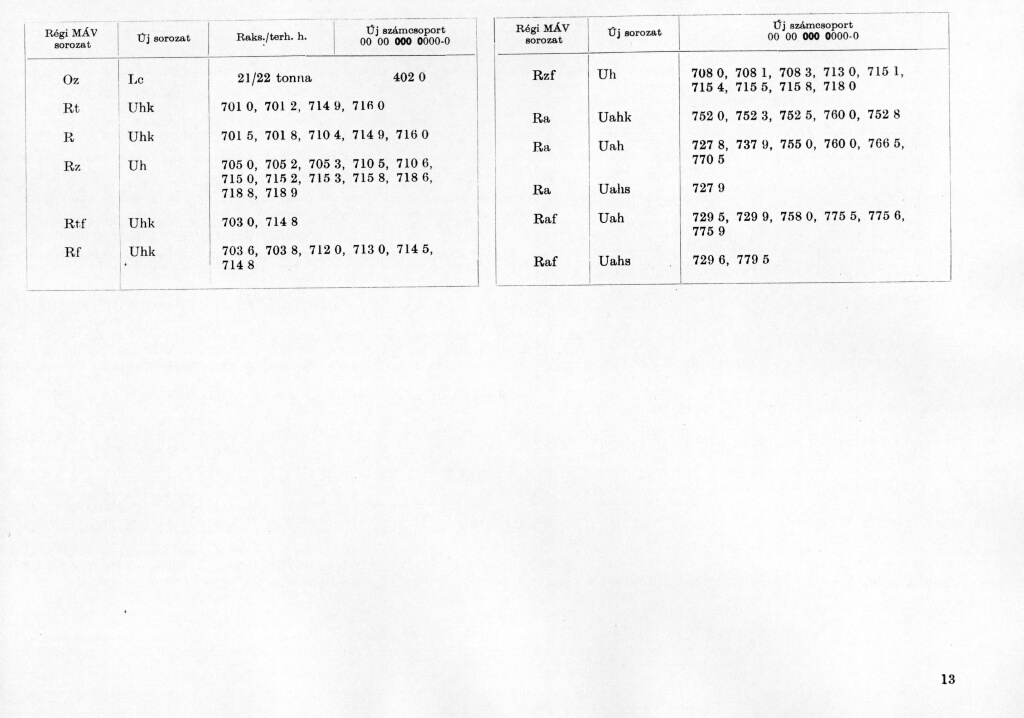 Régi MÁV sorozat Új sorozat Raks./terh. h. Új számcsoport 00 00 000 0000-0
Oz Lc 21/22 tonna 402 0
Rt Uhk 701 0, 701 2, 714 9, 716 0
R Uhk 701 5, 701 8, 710 4, 714 9, 716 0
Rz Uh 705 0, 705 2, 705 3, 710 5, 710 6,
715 0, 715 2, 715 3, 715 8, 718 6,
718 8, 718 9
Rtf Uhk 703 0, 714 8
Rf Uhk 703 6, 703 8, 712 0, 713 0, 714 5,
714 8
Régi MÁV sorozat Új sorozat Új számcsoport 00 00 000 0000-0
Rzf Uh 708 0, 708 1, 708 3, 713 0, 715 1,
715 4, 715 5, 715 8, 718 0
Ra Uahk 752 0, 752 3, 752 5, 760 0, 752 8
Ra Uah 727 8, 737 9, 755 0, 760 0, 766 5,
770 5
Ra Uahs 727 9
Raf Uah 729 5, 729 9, 758 0, 775 5, 775 6,
775 9
Raf Uahs 729 6, 779 5
13